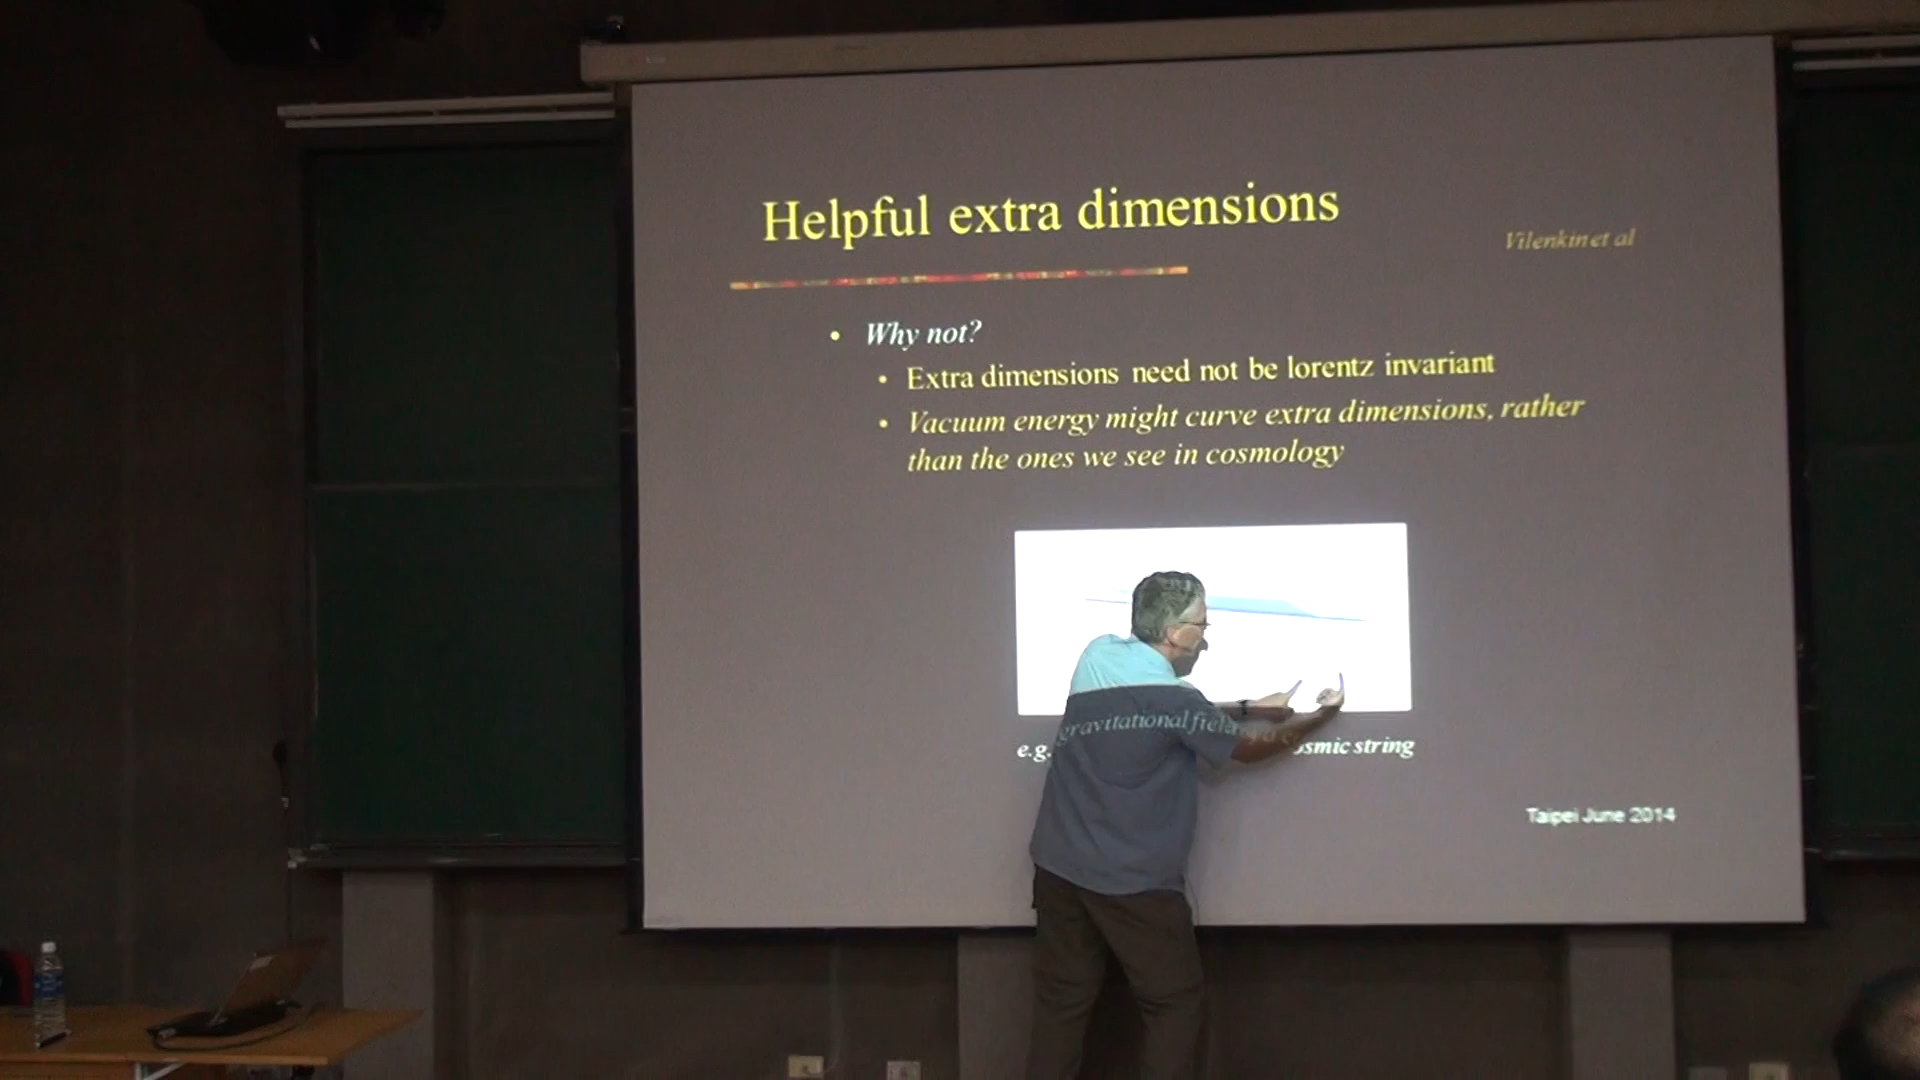 Helpful extra dimensions
Vilenkin et al
• Why not?
• Extra dimensions need not be lorentz invariant
• Vacuum energy might curve extra dimensions, rather
than the ones we see in cosmology
e.g. gravitational field cosmic string
Taipei June 2014